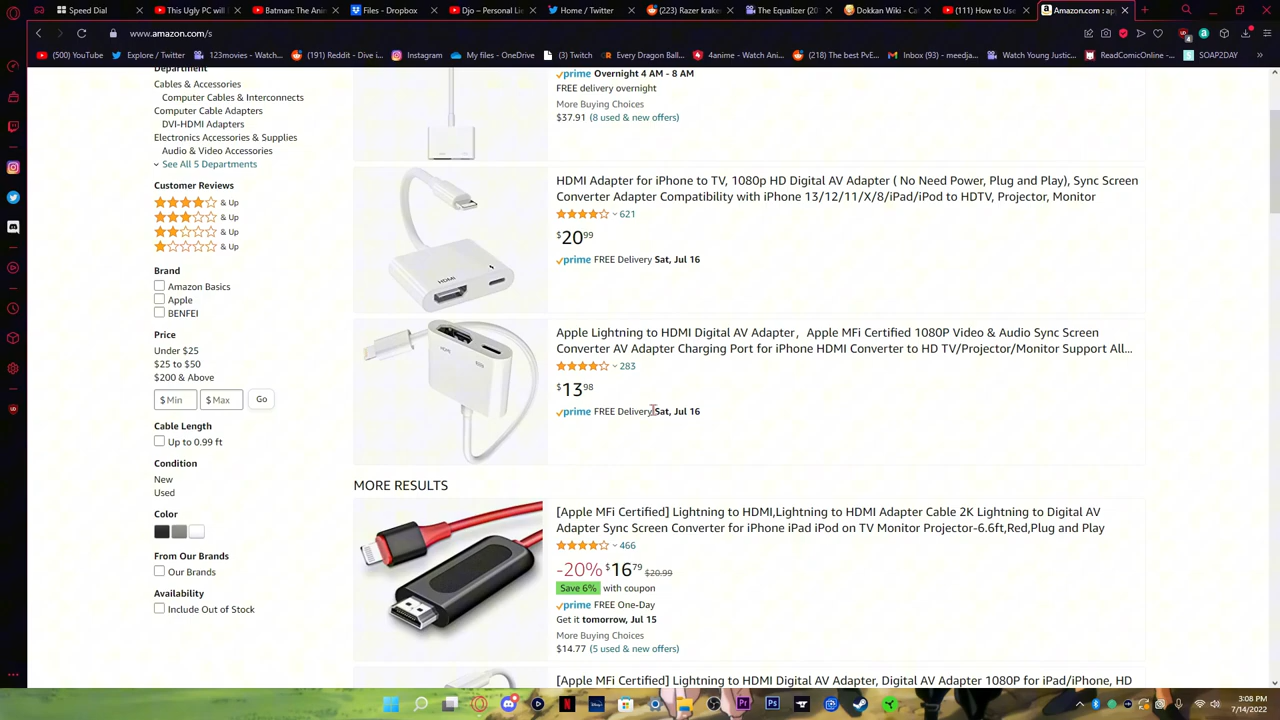 This PC will r
Batman: The Anir
Files - Dropbox
Djo – Personal Li
Home / Twitter
(223) Razer kraken
The Equalizer (20
Dokkan Wiki - Ca
(111) How to Use
Amazon.com : app
www.amazon.com/s
(500) YouTube
Explore / Twitter
123movies - Watch...
(191) Reddit - Dive i...
Instagram
My files - OneDrive
(3) Twitch
Every Dragon Ball...
4anime - Watch Ani...
(218) The best PvE...
Inbox (93) - meedja...
Watch Young Justic...
ReadComicOnline...
SOAP2DAY
Department
Cables & Accessories
Computer Cables & Interconnects
Computer Cable Adapters
DVI-HDMI Adapters
Electronics Accessories & Supplies
Audio & Video Accessories
See All 5 Departments
Customer Reviews
& Up
& Up
& Up
& Up
Brand
Amazon Basics
Apple
BENFEI
Price
Under $25
$25 to $50
$200 & Above
$ Min
$ Max
Go
Cable Length
Up to 0.99 ft
Condition
New
Used
Color
From Our Brands
Our Brands
Availability
Include Out of Stock
prime Overnight 4 AM - 8 AM
FREE delivery overnight
More Buying Choices
$37.91 (8 used & new offers)
HDMI
HDMI Adapter for iPhone to TV, 1080p HD Digital AV Adapter ( No Need Power, Plug and Play), Sync Screen
Converter Adapter Compatibility with iPhone 13/12/11/X/8/iPad/iPod to HDTV, Projector, Monitor
621
$20.99
prime FREE Delivery Sat, Jul 16
HDMI
Apple Lightning to HDMI Digital AV Adapter，Apple MFi Certified 1080P Video & Audio Sync Screen
Converter AV Adapter Charging Port for iPhone HDMI Converter to HD TV/Projector/Monitor Support All...
283
$13.98
prime FREE Delivery Sat, Jul 16
MORE RESULTS
[Apple MFi Certified] Lightning to HDMI,Lightning to HDMI Adapter Cable 2K Lightning to Digital AV
Adapter Sync Screen Converter for iPhone iPad iPod on TV Monitor Projector-6.6ft,Red,Plug and Play
466
-20% $16.79 $20.99
Save 6% with coupon
prime FREE One-Day
Get it tomorrow, Jul 15
More Buying Choices
$14.77 (5 used & new offers)
[Apple MFi Certified] Lightning to HDMI Digital AV Adapter, Digital AV Adapter 1080P for iPad/iPhone, HD
3:08 PM
7/14/2022